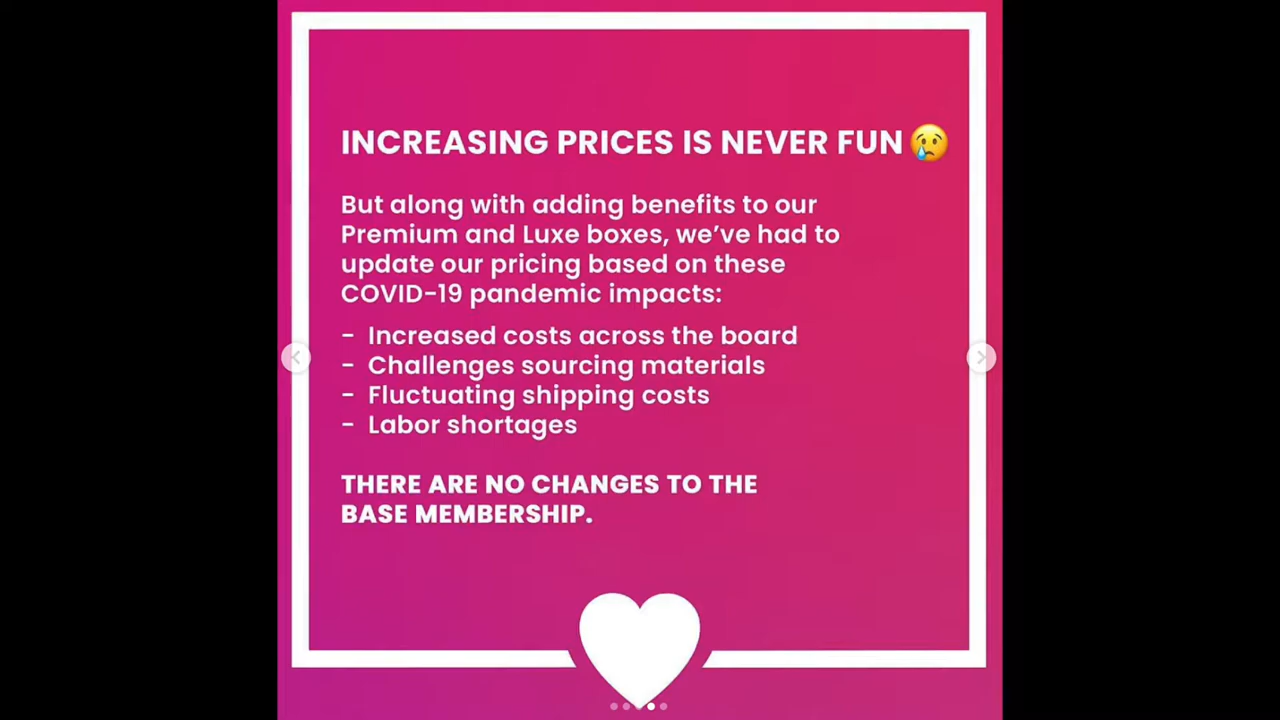 INCREASING PRICES IS NEVER FUN 😢
But along with adding benefits to our
Premium and Luxe boxes, we’ve had to
update our pricing based on these
COVID-19 pandemic impacts:
- Increased costs across the board
- Challenges sourcing materials
- Fluctuating shipping costs
- Labor shortages
THERE ARE NO CHANGES TO THE
BASE MEMBERSHIP.